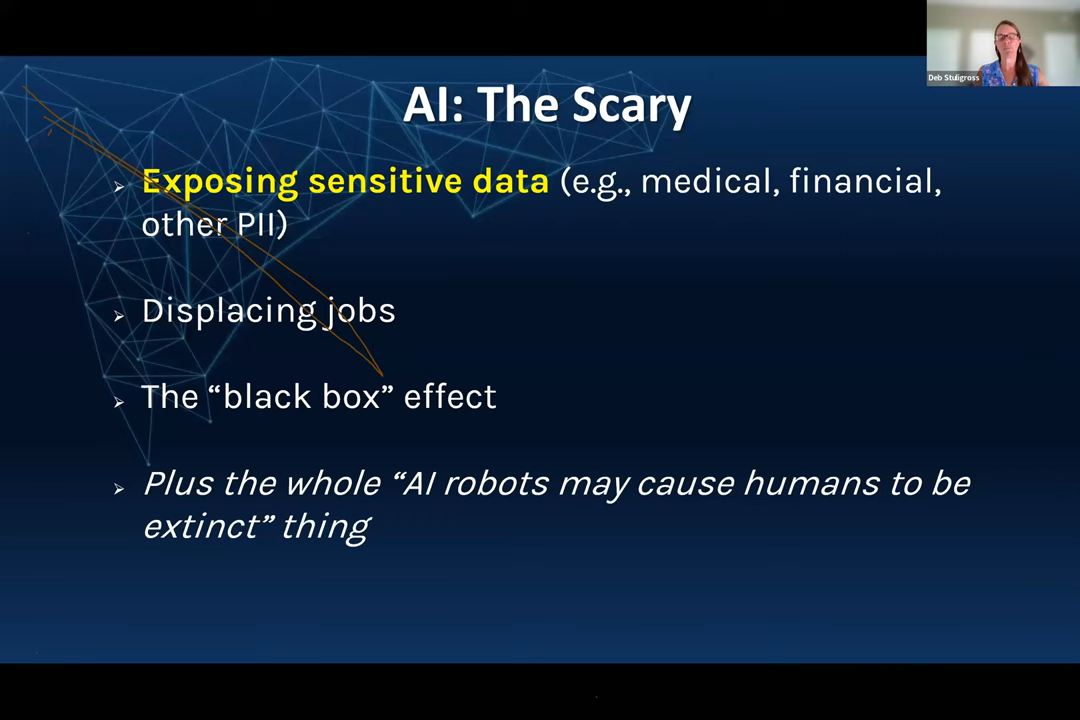 AI: The Scary
Exposing sensitive data (e.g., medical, financial,
other PII)
Displacing jobs
The “black box” effect
Plus the whole “AI robots may cause humans to be
extinct” thing
Deb Stuligross